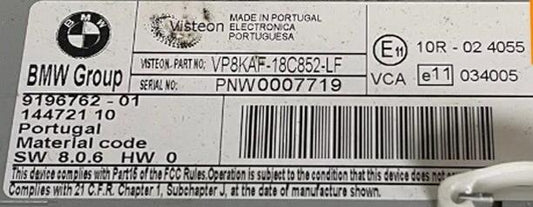 BMW
Visteon
MADE IN PORTUGAL
ELECTRONICA
PORTUGUESA
VISTEON-PART NO: VP8KAF-18C852-LF
SERIAL NO: PNW0007719
E11 10R - 02 4055
VCA e11 034005
BMW Group
9196762 - 01
144721 10
Portugal
Material code
SW 8.0.6 HW 0
This device complies with Part15 of the FCC Rules. Operation is subject to the condition that this device does not
Complies with 21 C.F.R. Chapter 1, Subchapter J, at the date of manufacture shown.